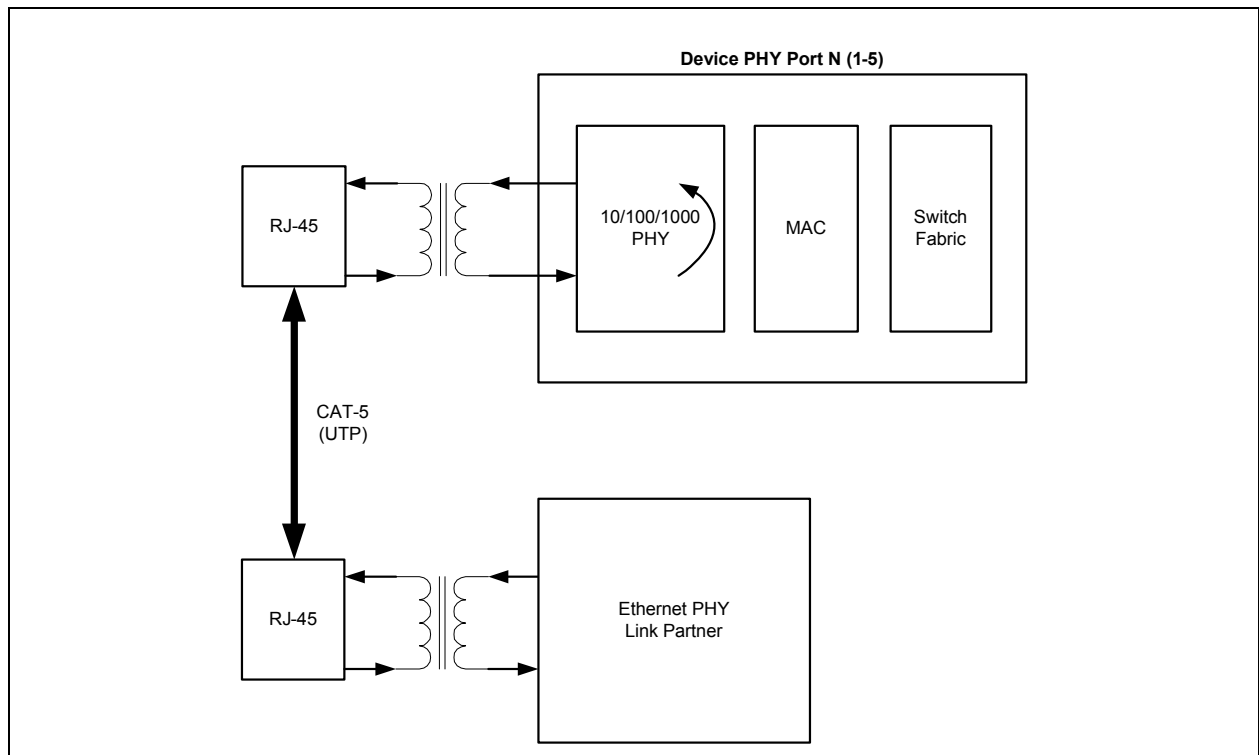 Device PHY Port N (1-5)
RJ-45
10/100/1000
PHY
MAC
Switch
Fabric
CAT-5
(UTP)
RJ-45
Ethernet PHY
Link Partner